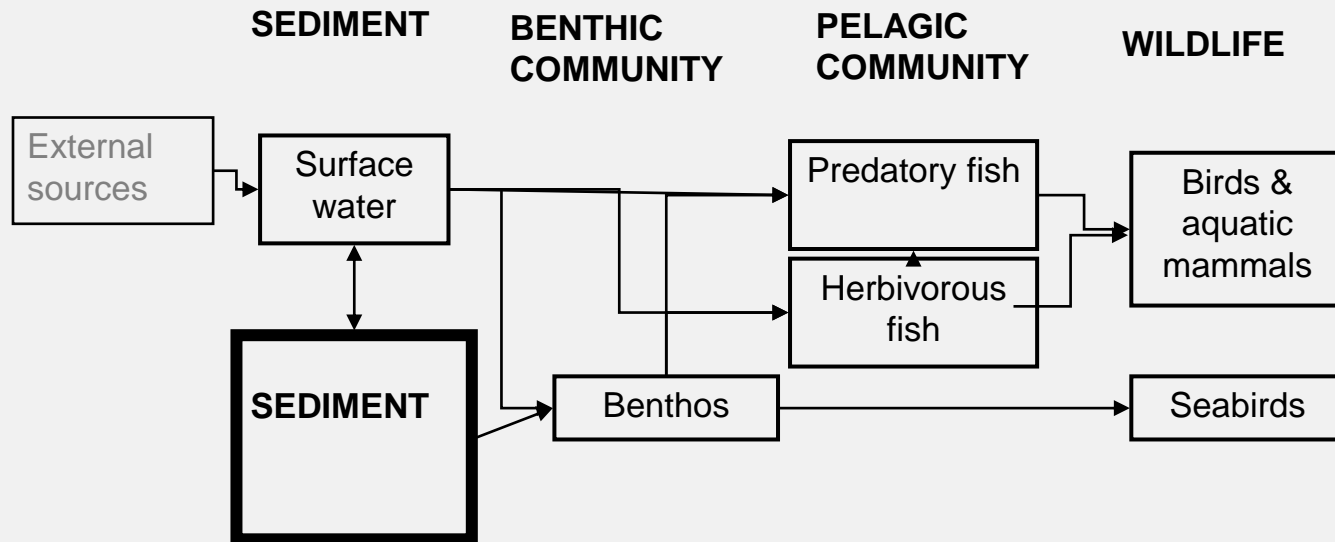 SEDIMENT
BENTHIC
COMMUNITY
PELAGIC
COMMUNITY
WILDLIFE
External
sources
Surface
water
Predatory fish
Birds &
aquatic
mammals
Herbivorous
fish
SEDIMENT
Benthos
Seabirds